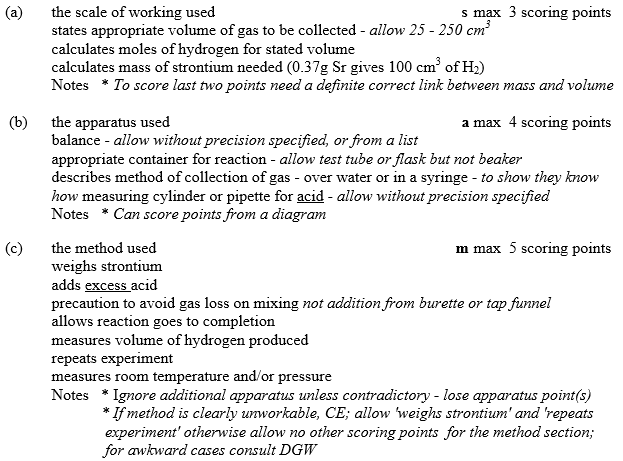 (a) the scale of working used s max 3 scoring points
states appropriate volume of gas to be collected - allow 25 - 250 cm³
calculates moles of hydrogen for stated volume
calculates mass of strontium needed (0.37g Sr gives 100 cm³ of H₂)
Notes * To score last two points need a definite correct link between mass and volume
(b) the apparatus used a max 4 scoring points
balance - allow without precision specified, or from a list
appropriate container for reaction - allow test tube or flask but not beaker
describes method of collection of gas - over water or in a syringe - to show they know
how measuring cylinder or pipette for acid - allow without precision specified
Notes * Can score points from a diagram
(c) the method used m max 5 scoring points
weighs strontium
adds excess acid
precaution to avoid gas loss on mixing not addition from burette or tap funnel
allows reaction goes to completion
measures volume of hydrogen produced
repeats experiment
measures room temperature and/or pressure
Notes * Ignore additional apparatus unless contradictory - lose apparatus point(s)
* If method is clearly unworkable, CE; allow 'weighs strontium' and 'repeats
experiment' otherwise allow no other scoring points for the method section;
for awkward cases consult DGW